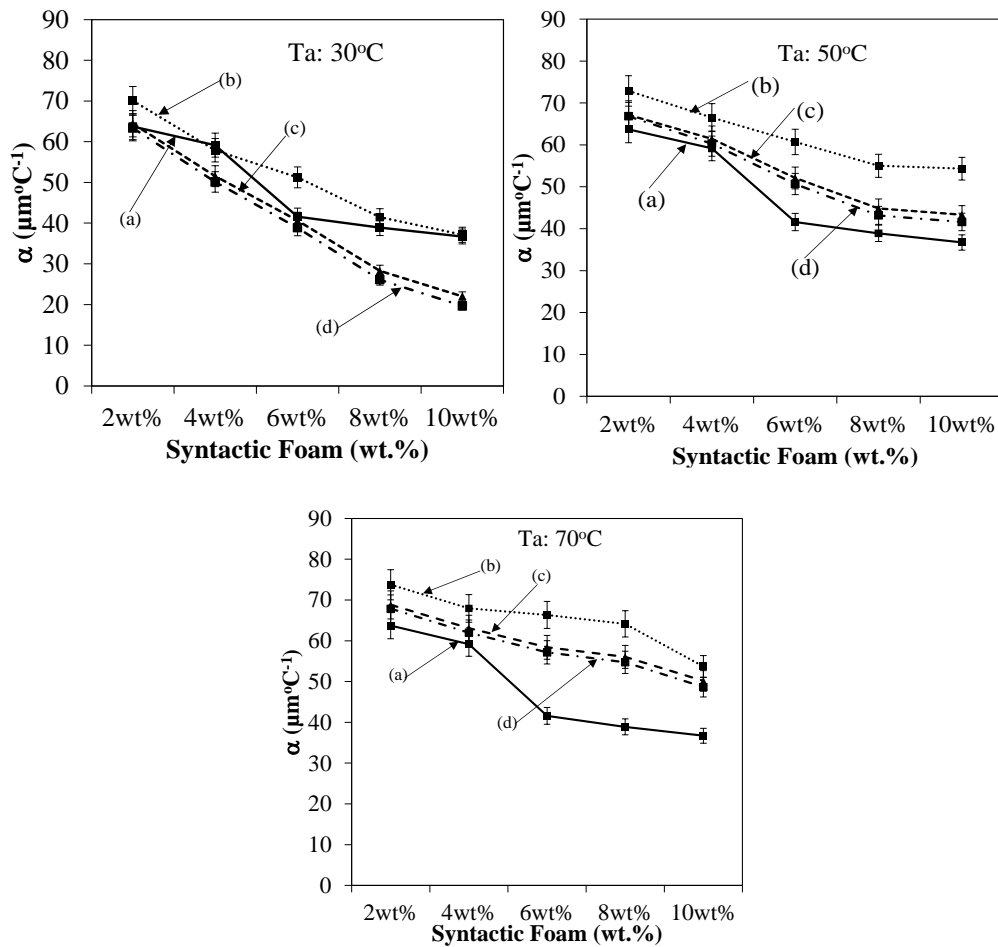 Ta: 30°C
α (µm°C⁻¹)
90
80
70
60
50
40
30
20
10
0
(b)
(c)
(a)
(d)
2wt% 4wt% 6wt% 8wt% 10wt%
Syntactic Foam (wt.%)
Ta: 50°C
α (µm°C⁻¹)
90
80
70
60
50
40
30
20
10
0
(b)
(c)
(a)
(d)
2wt% 4wt% 6wt% 8wt% 10wt%
Syntactic Foam (wt.%)
Ta: 70°C
α (µm°C⁻¹)
90
80
70
60
50
40
30
20
10
0
(b)
(c)
(a)
(d)
2wt% 4wt% 6wt% 8wt% 10wt%
Syntactic Foam (wt.%)